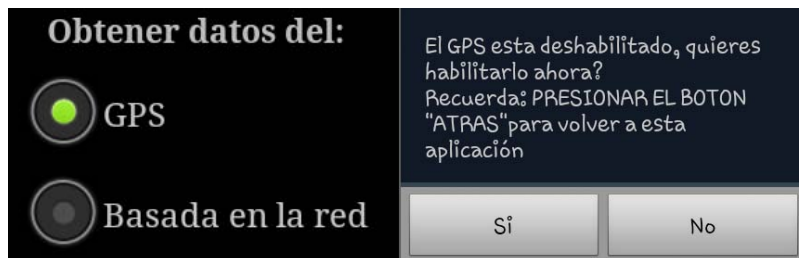 Obtener datos del:
GPS
Basada en la red
El GPS esta deshabilitado, quieres
habilitarlo ahora?
Recuerda: PRESIONAR EL BOTON
"ATRAS"para volver a esta
aplicación
Si
No